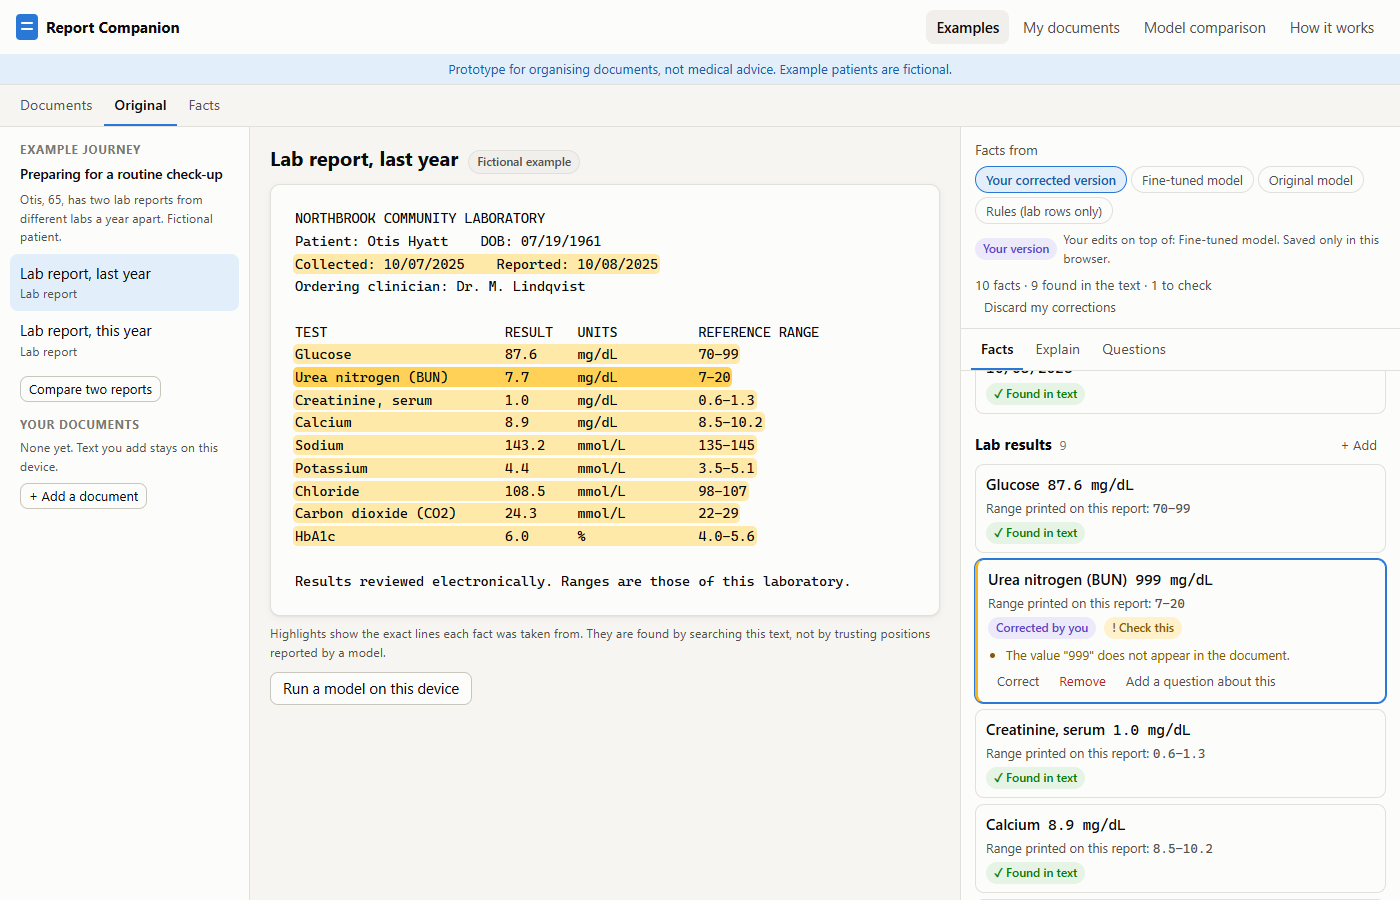 Report Companion
Examples
My documents
Model comparison
How it works
Prototype for organising documents, not medical advice. Example patients are fictional.
Documents
Original
Facts
EXAMPLE JOURNEY
Preparing for a routine check-up
Otis, 65, has two lab reports from
different labs a year apart. Fictional
patient.
Lab report, last year
Lab report
Lab report, this year
Lab report
Compare two reports
YOUR DOCUMENTS
None yet. Text you add stays on this
device.
+ Add a document
Lab report, last year
Fictional example
NORTHBROOK COMMUNITY LABORATORY
Patient: Otis Hyatt DOB: 07/19/1961
Collected: 10/07/2025 Reported: 10/08/2025
Ordering clinician: Dr. M. Lindqvist
TEST RESULT UNITS REFERENCE RANGE
Glucose 87.6 mg/dL 70-99
Urea nitrogen (BUN) 7.7 mg/dL 7-20
Creatinine, serum 1.0 mg/dL 0.6-1.3
Calcium 8.9 mg/dL 8.5-10.2
Sodium 143.2 mmol/L 135-145
Potassium 4.4 mmol/L 3.5-5.1
Chloride 108.5 mmol/L 98-107
Carbon dioxide (CO2) 24.3 mmol/L 22-29
HbA1c 6.0 % 4.0-5.6
Results reviewed electronically. Ranges are those of this laboratory.
Highlights show the exact lines each fact was taken from. They are found by searching this text, not by trusting positions
reported by a model.
Run a model on this device
Facts from
Your corrected version
Fine-tuned model
Original model
Rules (lab rows only)
Your version
Your edits on top of: Fine-tuned model. Saved only in this
browser.
10 facts · 9 found in the text · 1 to check
Discard my corrections
Facts
Explain
Questions
✓ Found in text
Lab results 9
+ Add
Glucose 87.6 mg/dL
Range printed on this report: 70-99
✓ Found in text
Urea nitrogen (BUN) 999 mg/dL
Range printed on this report: 7-20
Corrected by you
! Check this
• The value "999" does not appear in the document.
Correct
Remove
Add a question about this
Creatinine, serum 1.0 mg/dL
Range printed on this report: 0.6-1.3
✓ Found in text
Calcium 8.9 mg/dL
Range printed on this report: 8.5-10.2
✓ Found in text